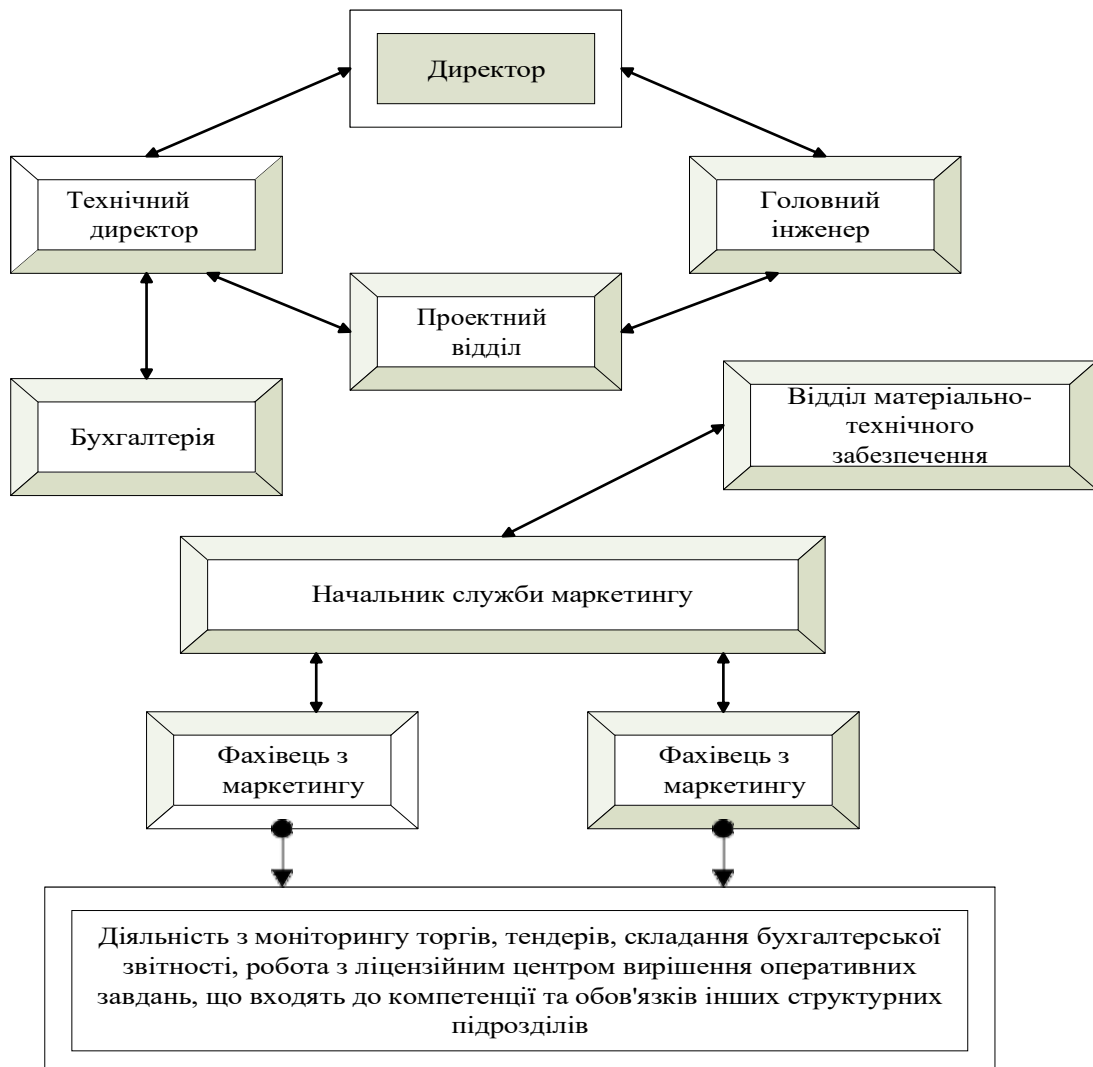 Директор
Технічний
директор
Головний
інженер
Проектний
відділ
Бухгалтерія
Відділ матеріально-
технічного
забезпечення
Начальник служби маркетингу
Фахівець з
маркетингу
Фахівець з
маркетингу
Діяльність з моніторингу торгів, тендерів, складання бухгалтерської
звітності, робота з ліцензійним центром вирішення оперативних
завдань, що входять до компетенції та обов'язків інших структурних
підрозділів